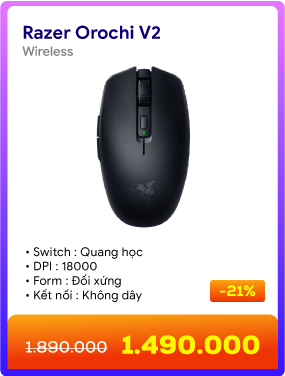 Razer Orochi V2
Wireless
• Switch : Quang học
• DPI : 18000
• Form : Đối xứng
• Kết nối : Không dây
-21%
1.890.000 1.490.000